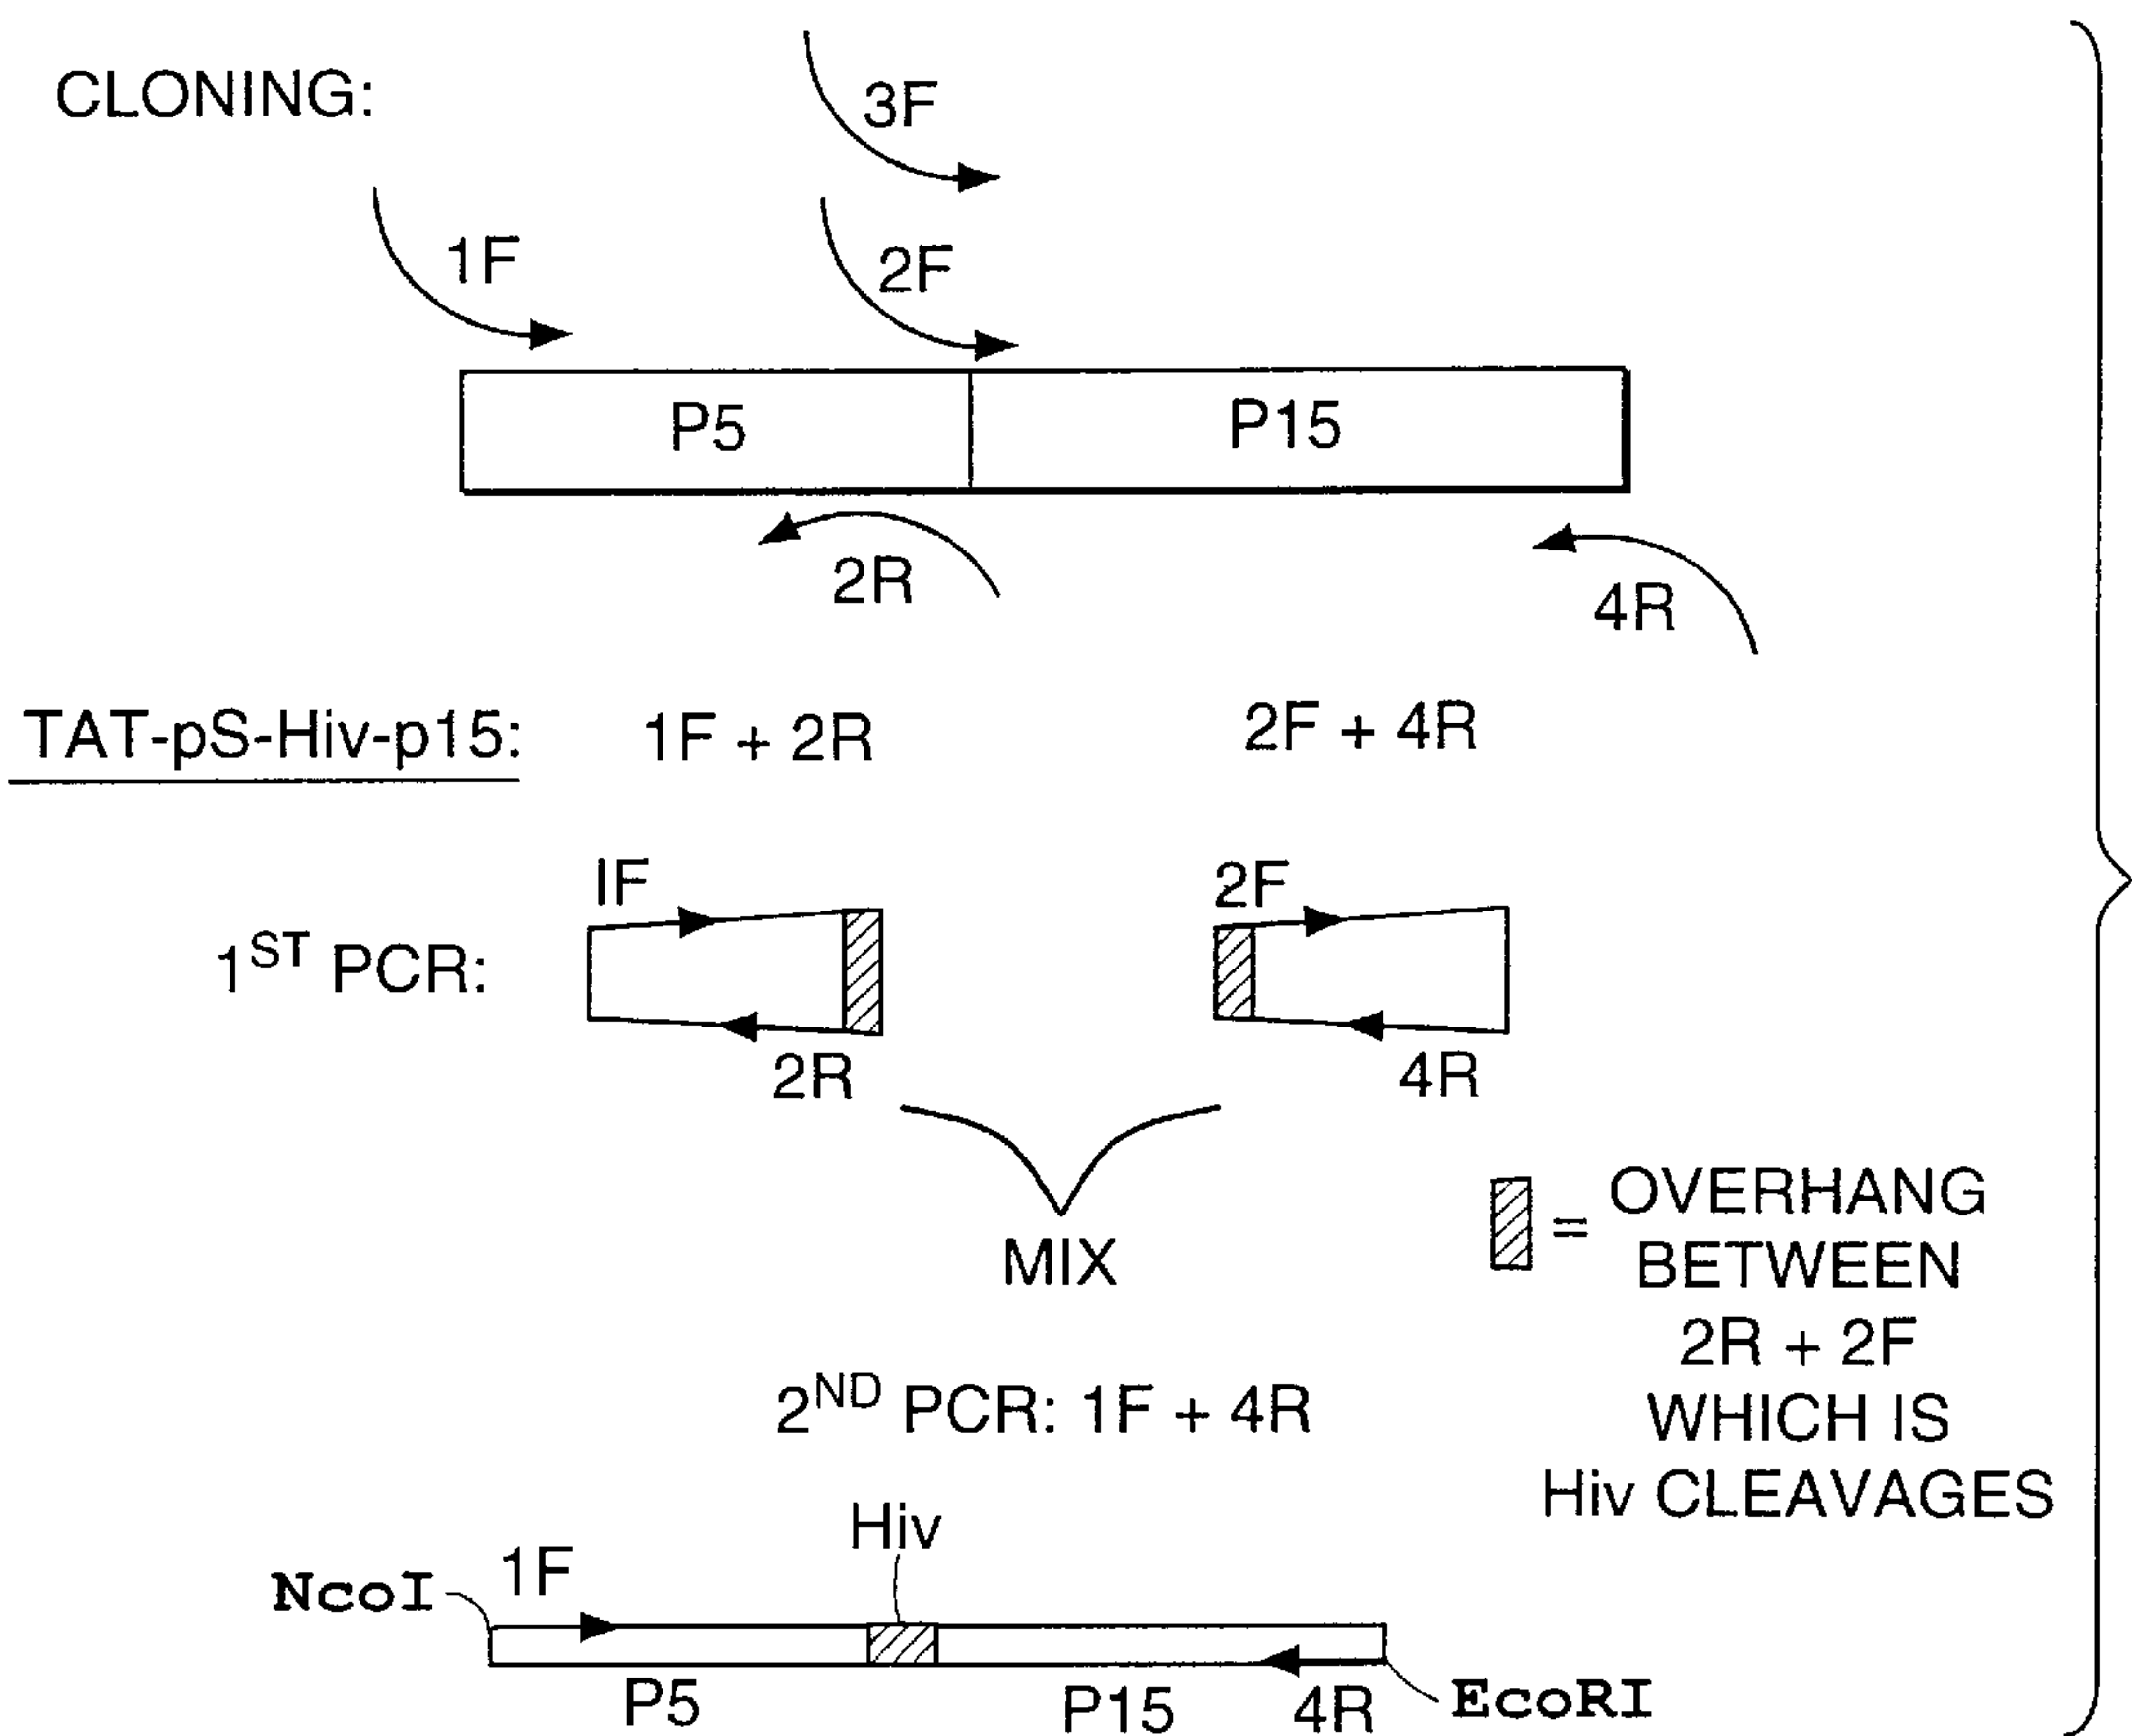 CLONING:
3F
1F
2F
P5
P15
2R
4R
TAT-pS-Hiv-p15:
1F + 2R
2F + 4R
IF
2F
1ST PCR:
2R
4R
MIX
= OVERHANG
BETWEEN
2R + 2F
WHICH IS
Hiv CLEAVAGES
2ND PCR: 1F + 4R
Hiv
NcoI
1F
P5
P15
4R
EcoRI